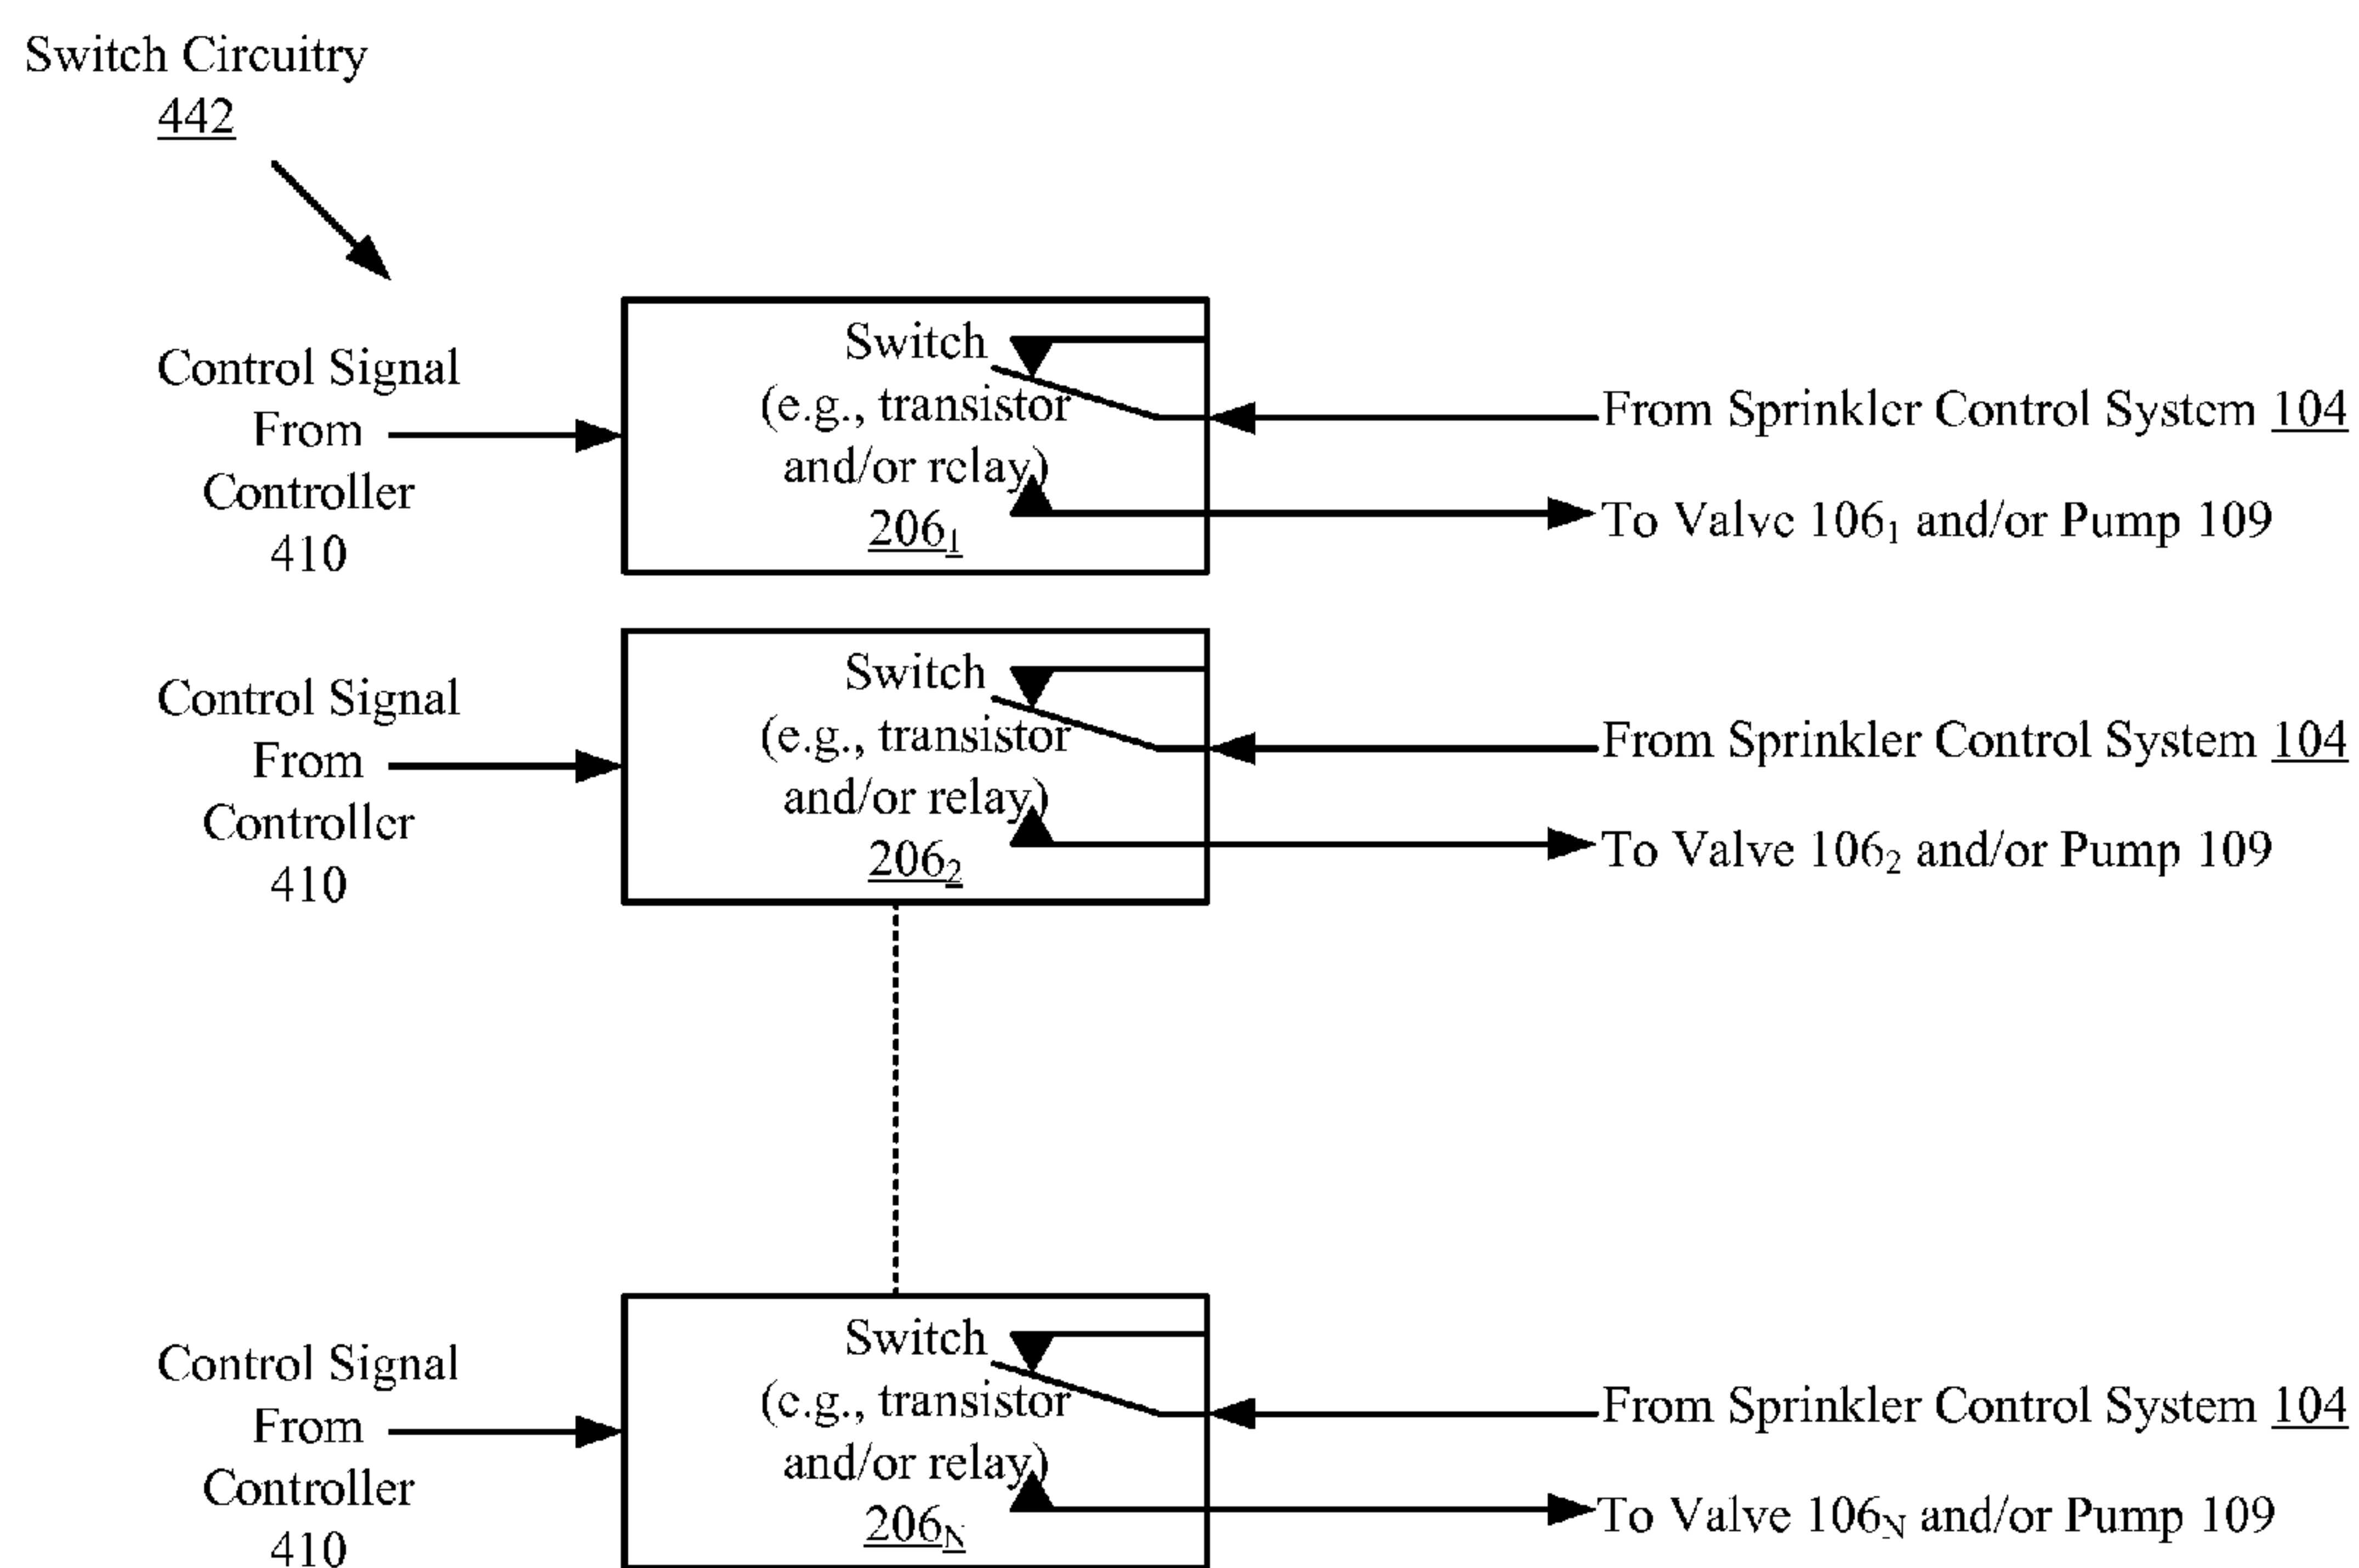 Switch Circuitry
442
Control Signal
From
Controller
410
Switch
(e.g., transistor
and/or relay)
206₁
From Sprinkler Control System 104
To Valve 106₁ and/or Pump 109
Control Signal
From
Controller
410
Switch
(e.g., transistor
and/or relay)
206₂
From Sprinkler Control System 104
To Valve 106₂ and/or Pump 109
Control Signal
From
Controller
410
Switch
(e.g., transistor
and/or relay)
206_N
From Sprinkler Control System 104
To Valve 106_N and/or Pump 109